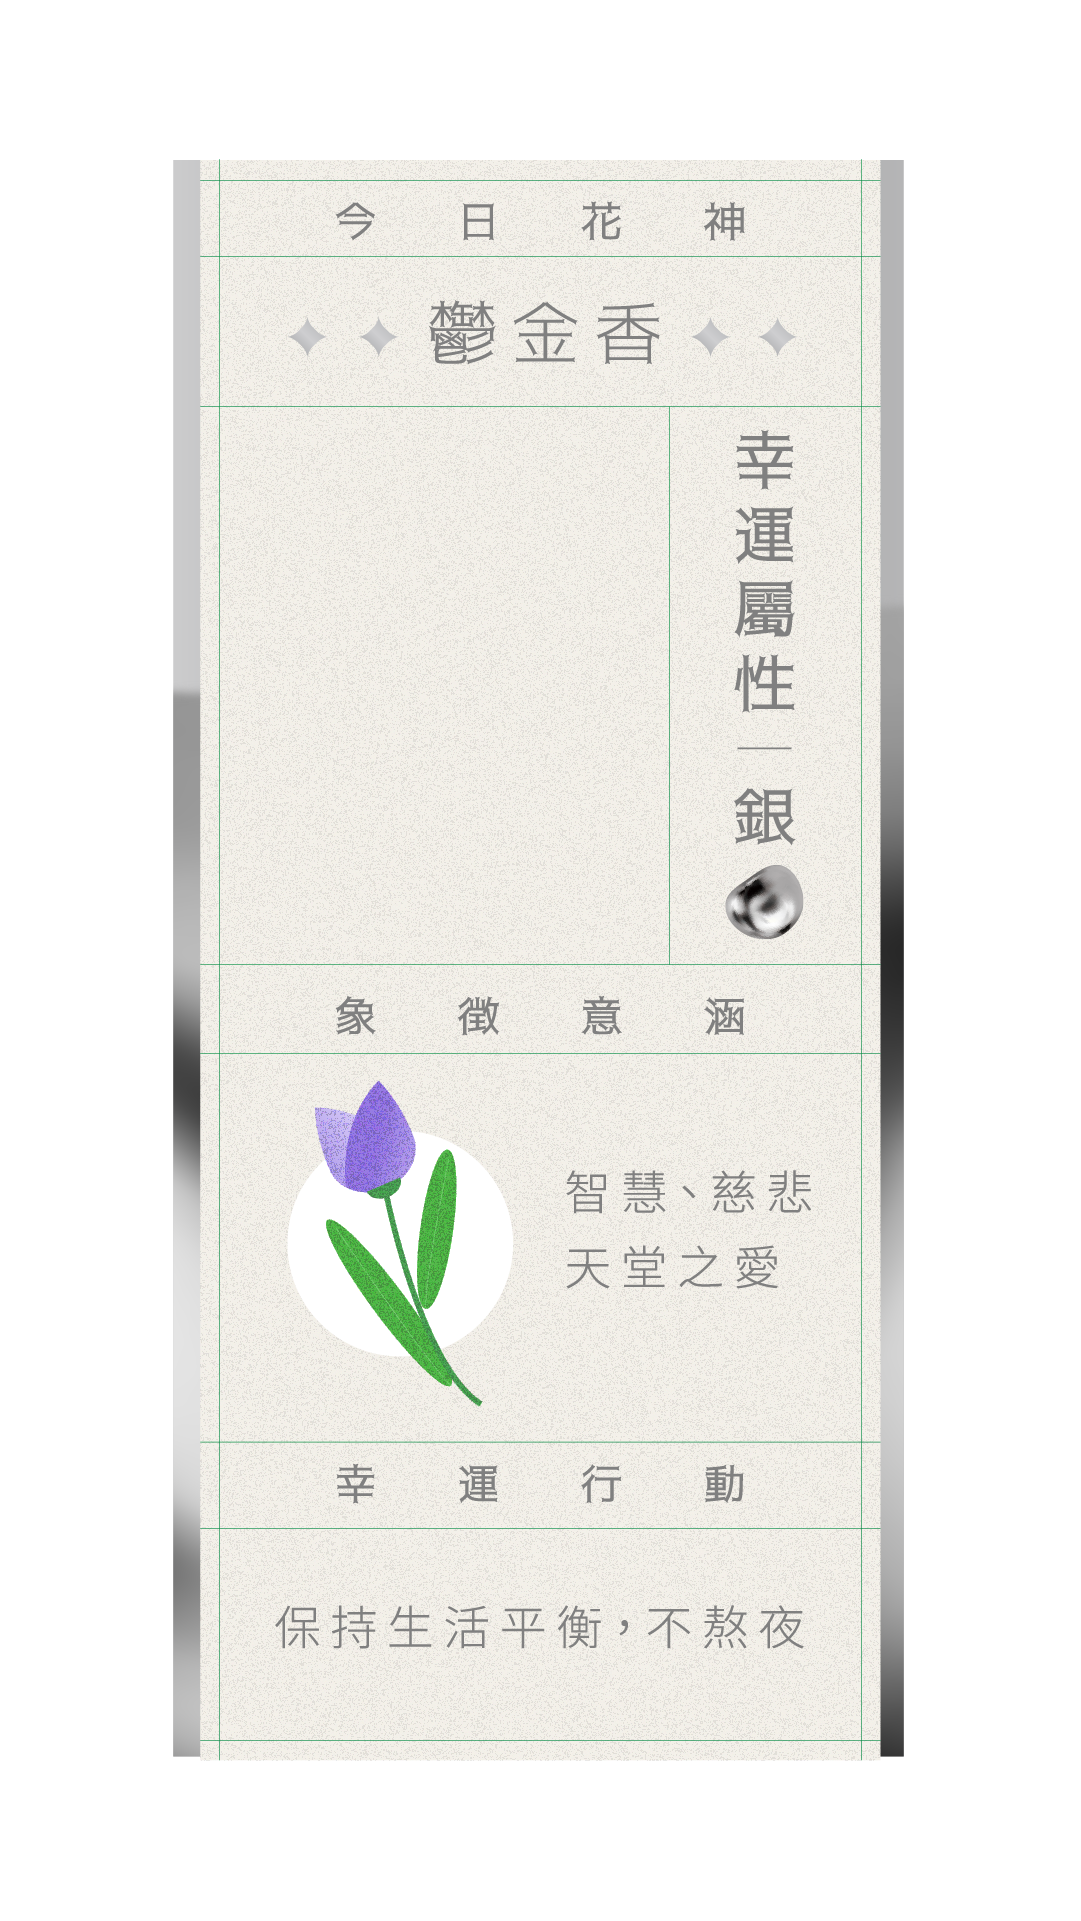 今日花神
鬱金香
幸運屬性｜銀
象徵意涵
智慧、慈悲
天堂之愛
幸運行動
保持生活平衡，不熬夜